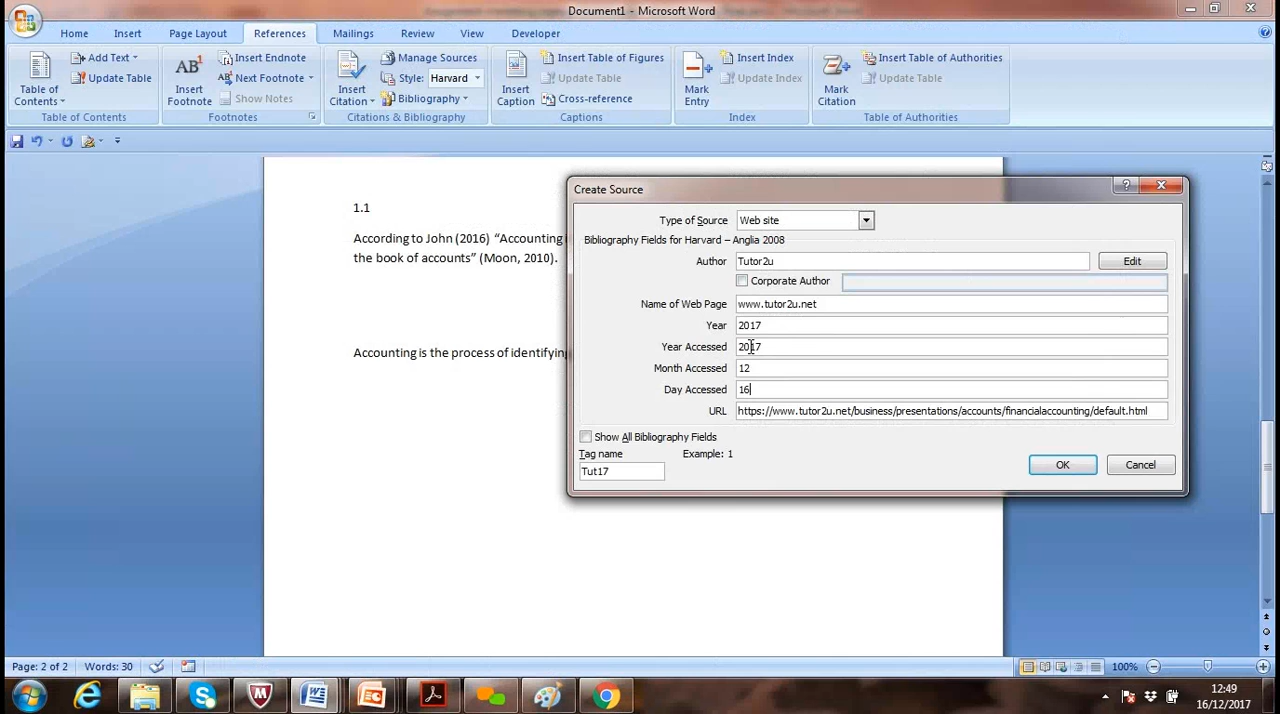 Document1 - Microsoft Word
Home Insert Page Layout References Mailings Review View Developer
Table of Contents
Add Text
Update Table
Table of Contents
AB¹ Insert Footnote
Insert Endnote
AB¹ Next Footnote
Show Notes
Footnotes
Insert Citation
Manage Sources
Style: Harvard
Bibliography
Citations & Bibliography
Insert Caption
Insert Table of Figures
Update Table
Cross-reference
Captions
Mark Entry
Insert Index
Update Index
Index
Mark Citation
Insert Table of Authorities
Update Table
Table of Authorities
1.1
According to John (2016) “Accounting i
the book of accounts” (Moon, 2010).
Accounting is the process of identifying
Create Source
Type of Source Web site
Bibliography Fields for Harvard – Anglia 2008
Author Tutor2u Edit
Corporate Author
Name of Web Page www.tutor2u.net
Year 2017
Year Accessed 2017
Month Accessed 12
Day Accessed 16
URL https://www.tutor2u.net/business/presentations/accounts/financialaccounting/default.html
Show All Bibliography Fields
Tag name Example: 1
Tut17
OK Cancel
Page: 2 of 2 Words: 30 100%
12:49
16/12/2017